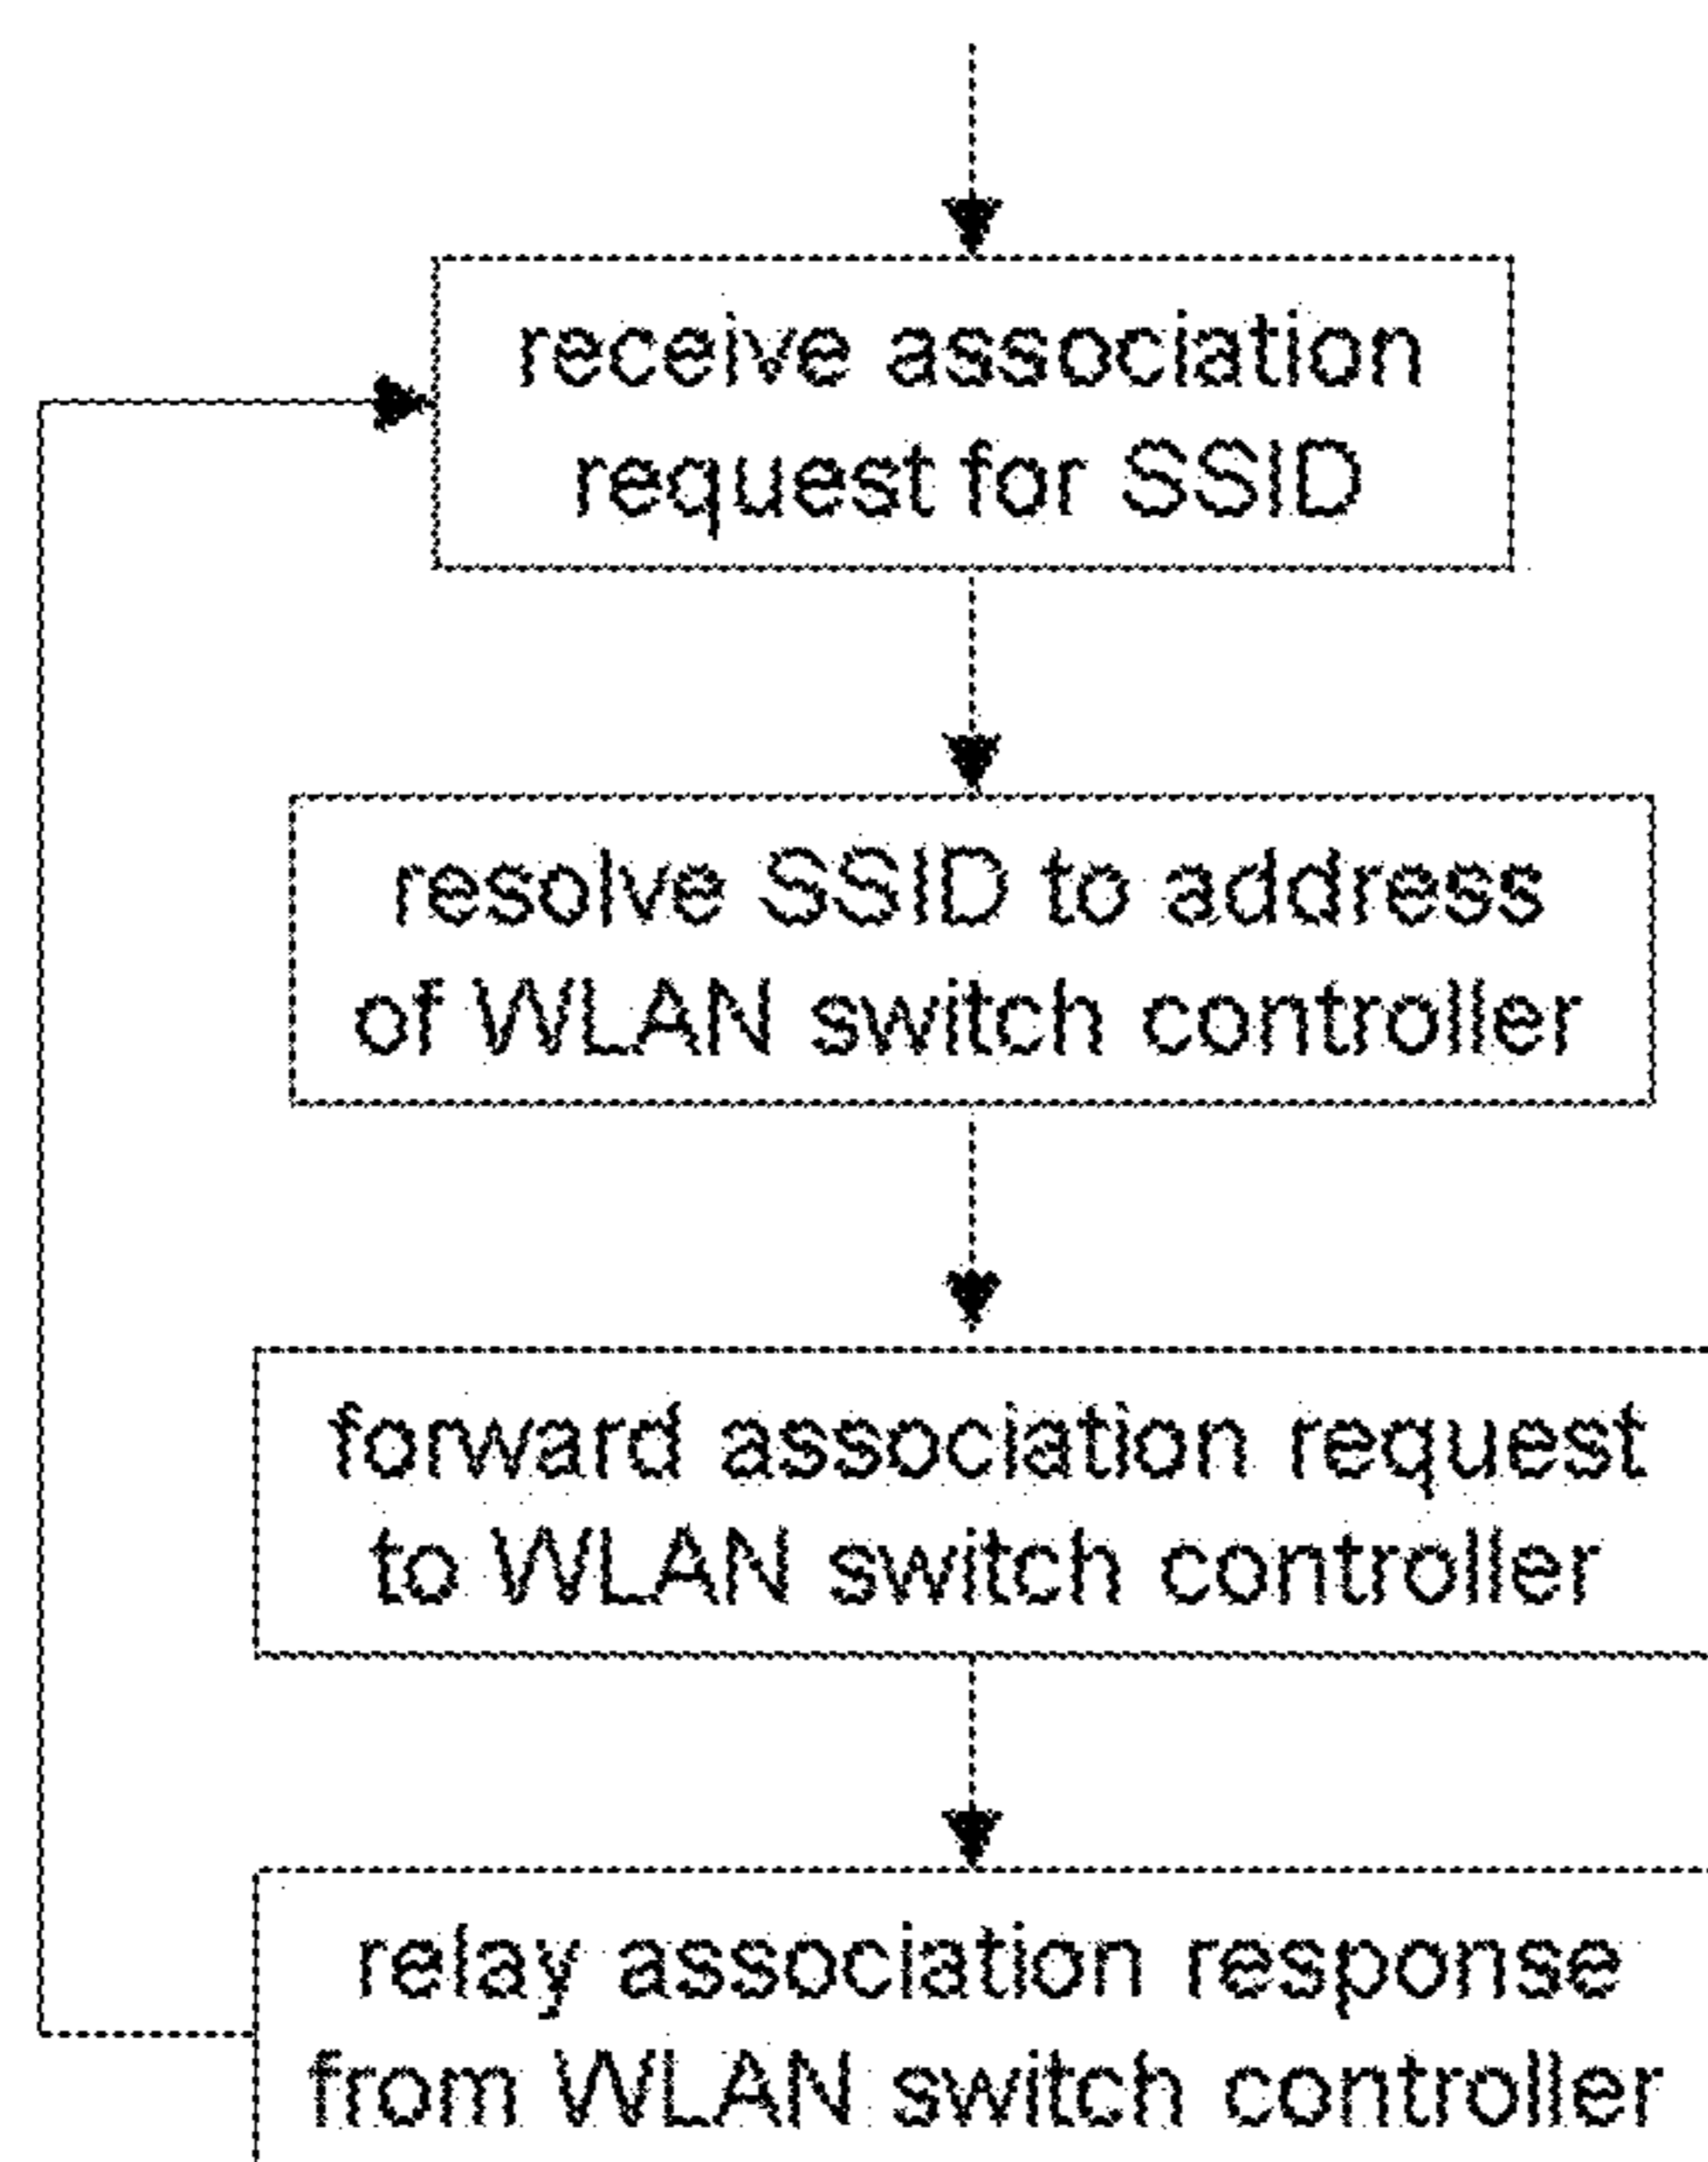 receive association
request for SSID
resolve SSID to address
of WLAN switch controller
forward association request
to WLAN switch controller
relay association response
from WLAN switch controller